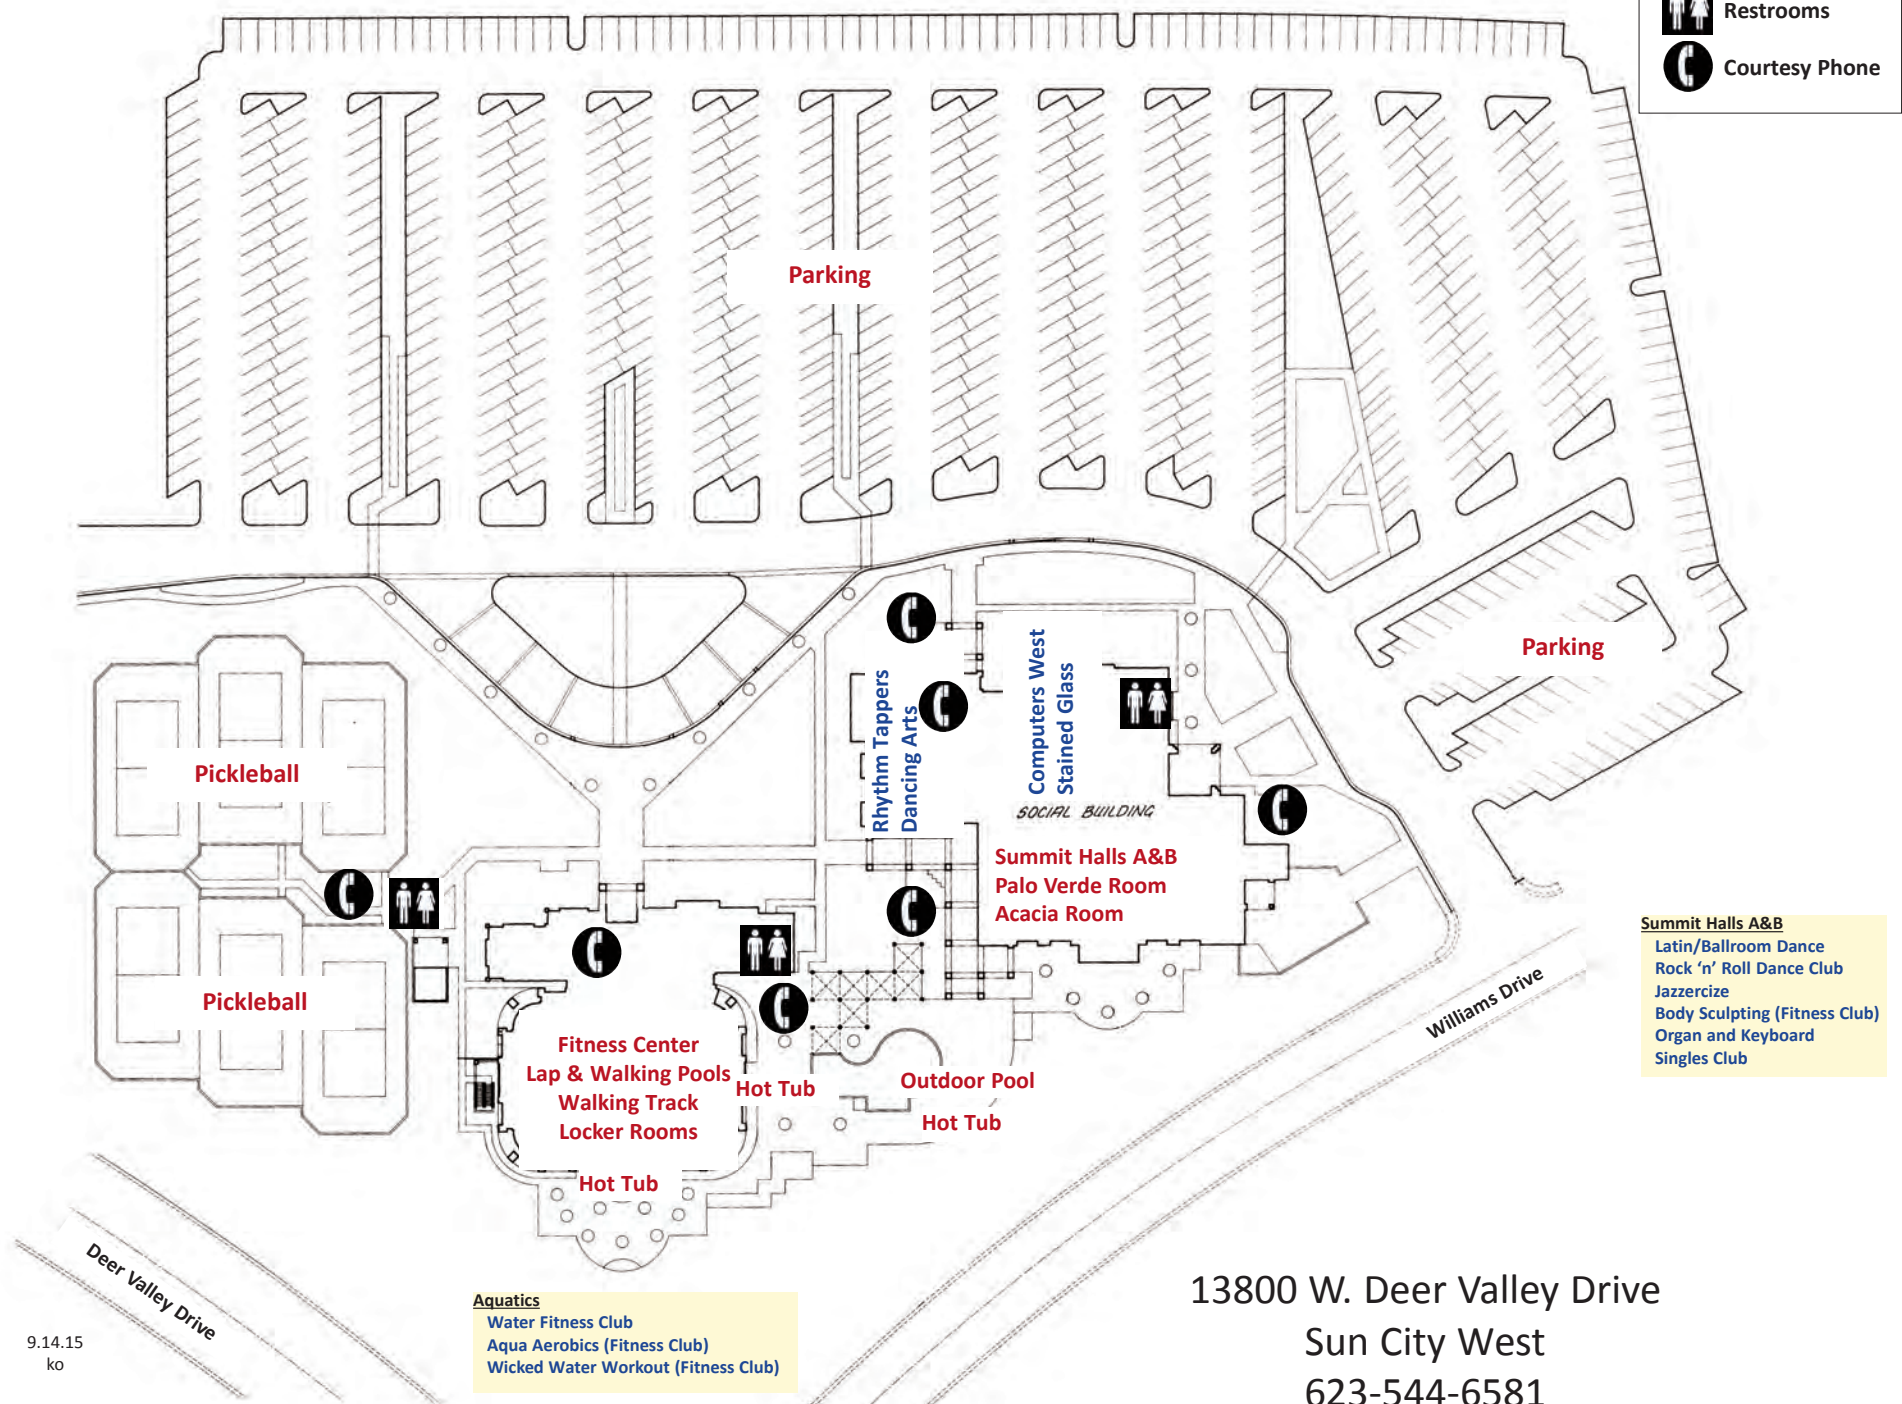 Restrooms
Courtesy Phone
Parking
Parking
Rhythm Tappers
Dancing Arts
Computers West
Stained Glass
SOCIAL BUILDING
Pickleball
Summit Halls A&B
Palo Verde Room
Acacia Room
Pickleball
Fitness Center
Lap & Walking Pools
Walking Track
Locker Rooms
Hot Tub
Outdoor Pool
Hot Tub
Hot Tub
Williams Drive
Deer Valley Drive
Summit Halls A&B
Latin/Ballroom Dance
Rock ‘n’ Roll Dance Club
Jazzercize
Body Sculpting (Fitness Club)
Organ and Keyboard
Singles Club
Aquatics
Water Fitness Club
Aqua Aerobics (Fitness Club)
Wicked Water Workout (Fitness Club)
9.14.15
ko
13800 W. Deer Valley Drive
Sun City West
623-544-6581